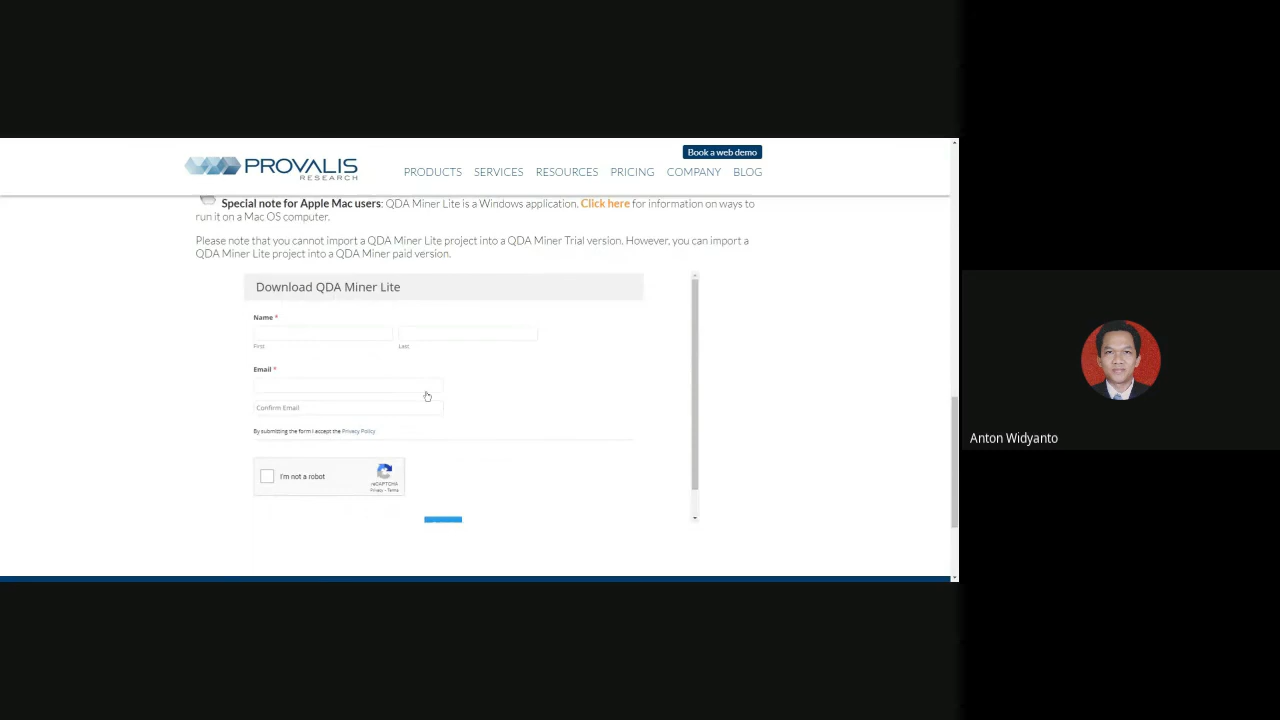 Book a web demo
PROVALIS
RESEARCH
PRODUCTS SERVICES RESOURCES PRICING COMPANY BLOG
Special note for Apple Mac users: QDA Miner Lite is a Windows application. Click here for information on ways to
run it on a Mac OS computer.
Please note that you cannot import a QDA Miner Lite project into a QDA Miner Trial version. However, you can import a
QDA Miner Lite project into a QDA Miner paid version.
Download QDA Miner Lite
Name *
First Last
Email *
Confirm Email
By submitting the form I accept the Privacy Policy.
I'm not a robot
reCAPTCHA
Privacy - Terms
Anton Widyanto